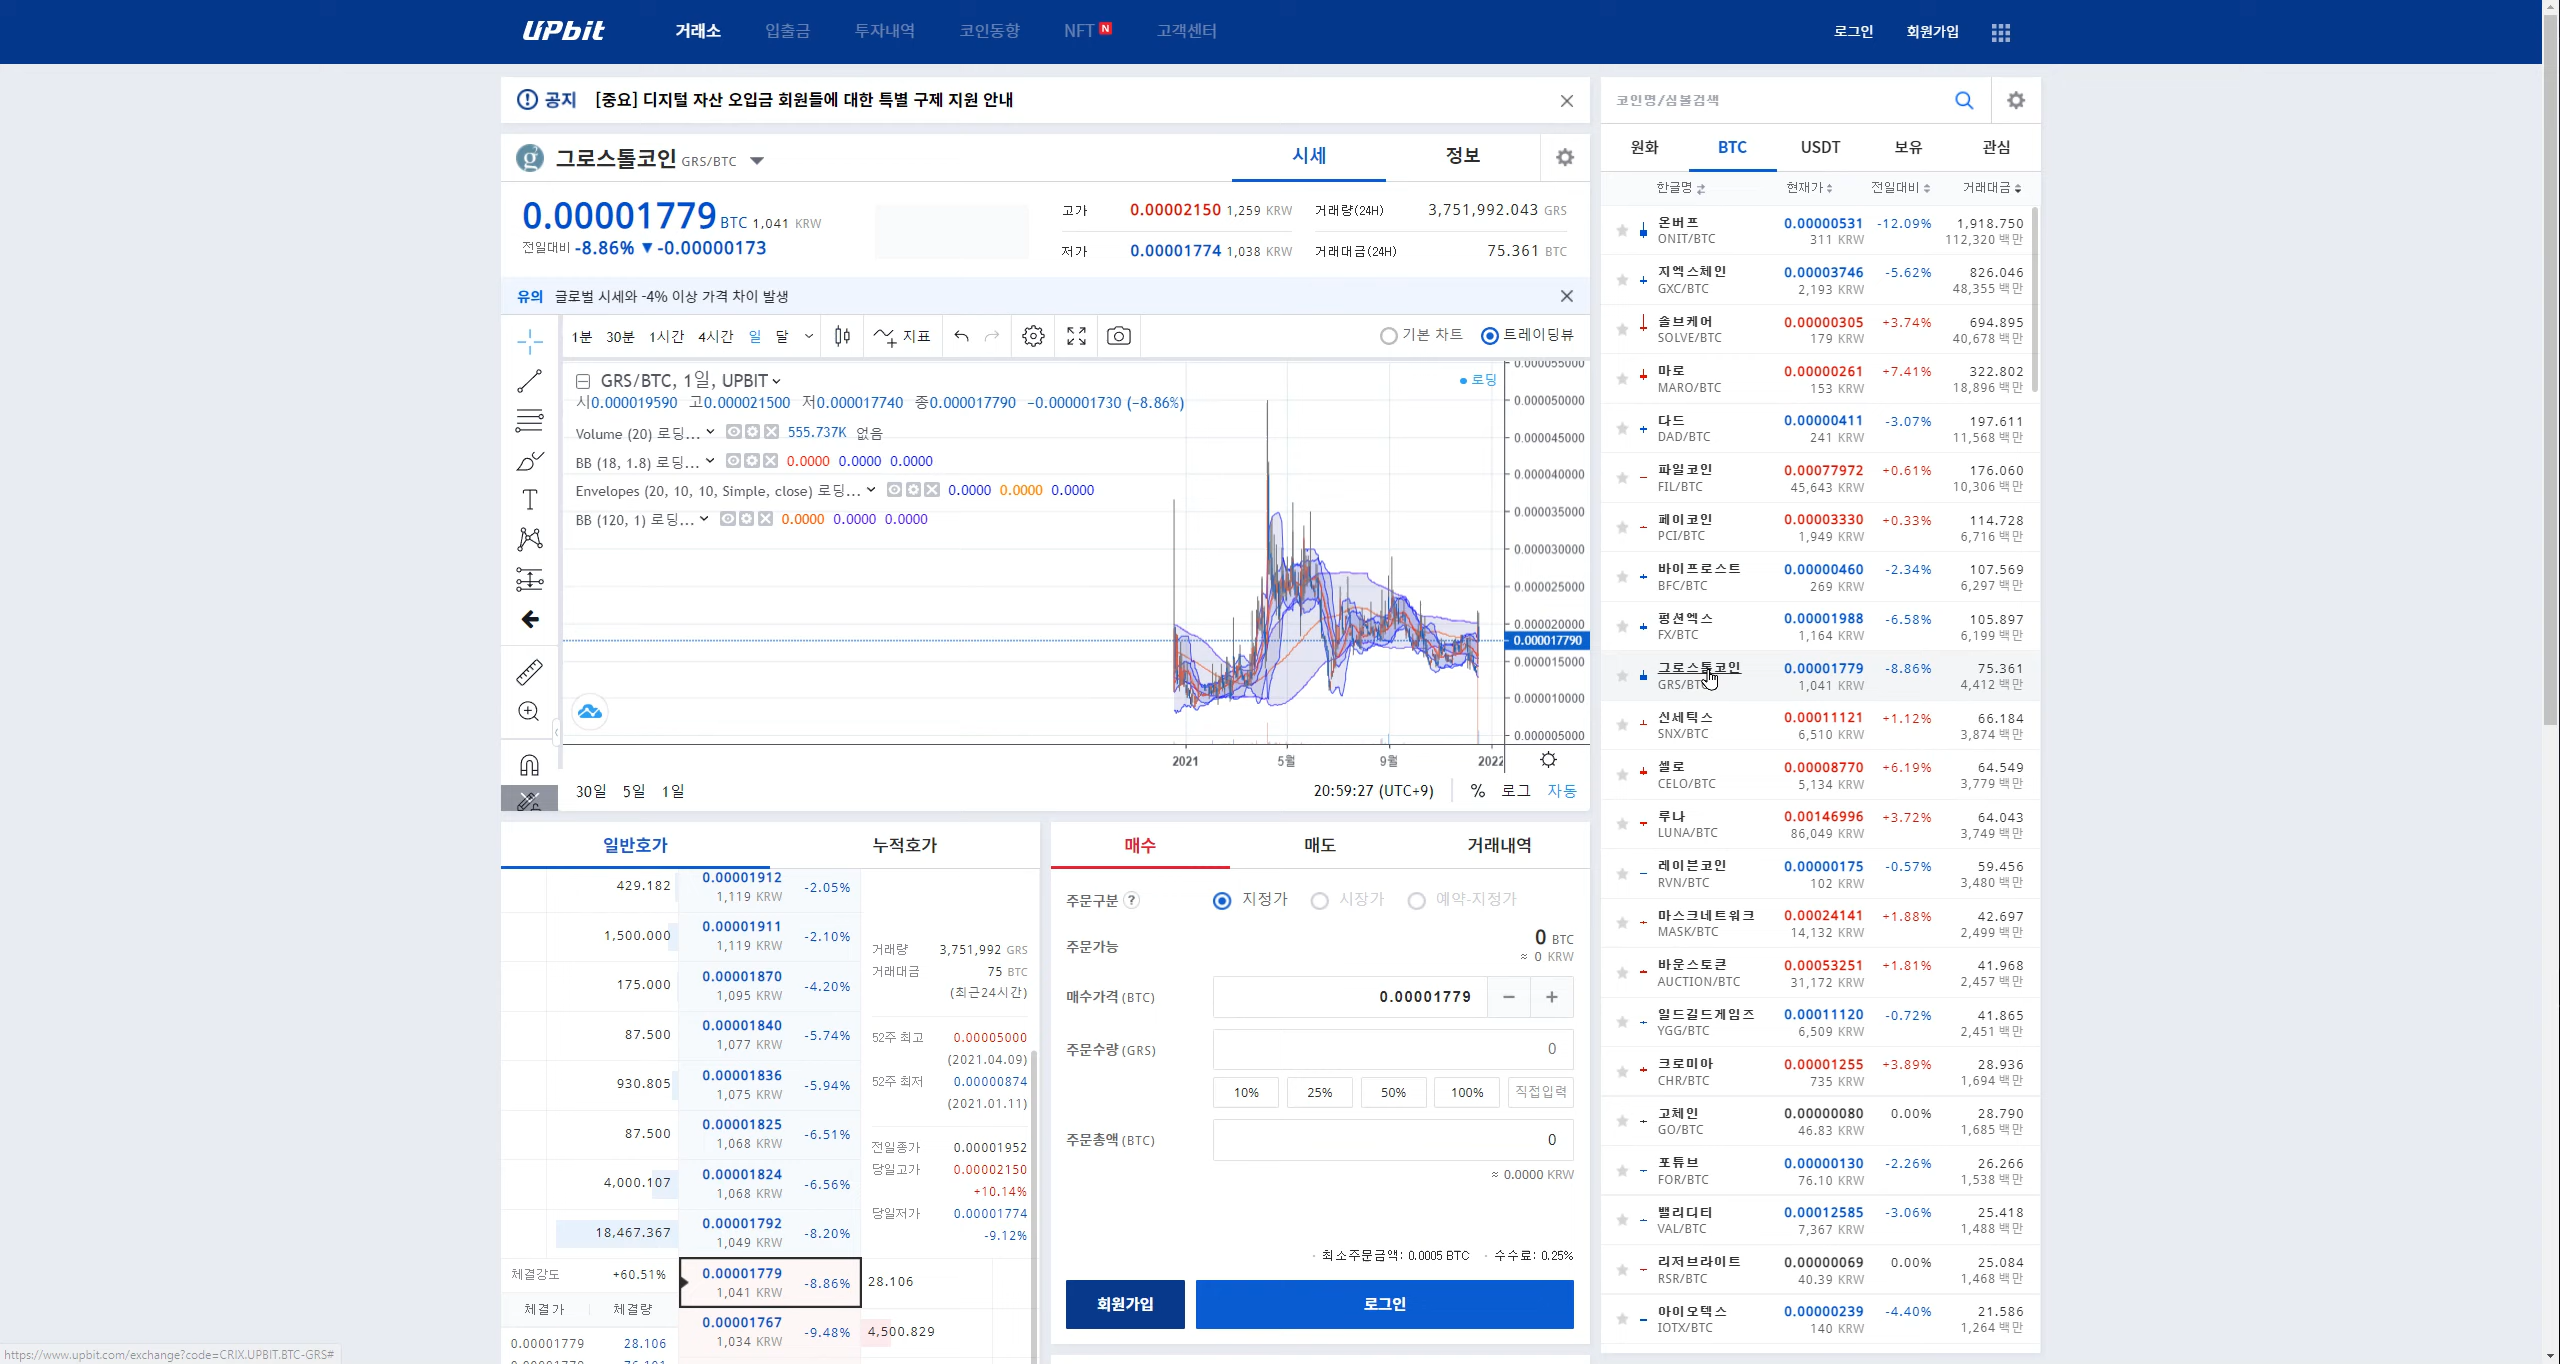 UPbit
거래소 입출금 투자내역 코인동향 NFT N 고객센터
로그인 회원가입
공지 [중요] 디지털 자산 오입금 회원들에 대한 특별 구제 지원 안내
그로스톨코인 GRS/BTC
시세 정보
0.00001779 BTC 1,041 KRW
전일대비 -8.86% ▼ -0.00000173
고가 0.00002150 1,259 KRW 거래량(24H) 3,751,992.043 GRS
저가 0.00001774 1,038 KRW 거래대금(24H) 75.361 BTC
유의 글로벌 시세와 -4% 이상 가격 차이 발생
1분 30분 1시간 4시간 일 달 지표
기본 차트 트레이딩뷰
GRS/BTC, 1일, UPBIT
로딩
시0.000019590 고0.000021500 저0.000017740 종0.000017790 -0.000001730 (-8.86%)
Volume (20) 로딩... 555.737K 없음
BB (18, 1.8) 로딩... 0.0000 0.0000 0.0000
Envelopes (20, 10, 10, Simple, close) 로딩... 0.0000 0.0000 0.0000
BB (120, 1) 로딩... 0.0000 0.0000 0.0000
0.000055000
0.000050000
0.000045000
0.000040000
0.000035000
0.000030000
0.000025000
0.000020000
0.000017790
0.000015000
0.000010000
0.000005000
2021 5월 9월 2022
30일 5일 1일
20:59:27 (UTC+9) % 로그 자동
일반호가 누적호가
429.182 0.00001912 -2.05%
1,119 KRW
1,500.000 0.00001911 -2.10%
1,119 KRW
175.000 0.00001870 -4.20%
1,095 KRW
87.500 0.00001840 -5.74%
1,077 KRW
930.805 0.00001836 -5.94%
1,075 KRW
87.500 0.00001825 -6.51%
1,068 KRW
4,000.107 0.00001824 -6.56%
1,068 KRW
18,467.367 0.00001792 -8.20%
1,049 KRW
체결강도 +60.51% 0.00001779 -8.86% 28.106
1,041 KRW
체결가 체결량
0.00001767 -9.48% 4,500.829
1,034 KRW
0.00001779 28.106
거래량 3,751,992 GRS
거래대금 75 BTC
(최근24시간)
52주 최고 0.00005000
(2021.04.09)
52주 최저 0.00000874
(2021.01.11)
전일종가 0.00001952
당일고가 0.00002150
+10.14%
당일저가 0.00001774
-9.12%
매수 매도 거래내역
주문구분 ? 지정가 시장가 예약-지정가
주문가능 0 BTC
≈ 0 KRW
매수가격 (BTC) 0.00001779 − +
주문수량 (GRS) 0
10% 25% 50% 100% 직접입력
주문총액 (BTC) 0
≈ 0.0000 KRW
· 최소주문금액: 0.0005 BTC · 수수료: 0.25%
회원가입 로그인
코인명/심볼검색
원화 BTC USDT 보유 관심
한글명 현재가 전일대비 거래대금
온버프 0.00000531 -12.09% 1,918.750
ONIT/BTC 311 KRW 112,320 백만
지엑스체인 0.00003746 -5.62% 826.046
GXC/BTC 2,193 KRW 48,355 백만
솔브케어 0.00000305 +3.74% 694.895
SOLVE/BTC 179 KRW 40,678 백만
마로 0.00000261 +7.41% 322.802
MARO/BTC 153 KRW 18,896 백만
다드 0.00000411 -3.07% 197.611
DAD/BTC 241 KRW 11,568 백만
파일코인 0.00077972 +0.61% 176.060
FIL/BTC 45,643 KRW 10,306 백만
페이코인 0.00003330 +0.33% 114.728
PCI/BTC 1,949 KRW 6,716 백만
바이프로스트 0.00000460 -2.34% 107.569
BFC/BTC 269 KRW 6,297 백만
펑션엑스 0.00001988 -6.58% 105.897
FX/BTC 1,164 KRW 6,199 백만
그로스톨코인 0.00001779 -8.86% 75.361
GRS/BTC 1,041 KRW 4,412 백만
신세틱스 0.00011121 +1.12% 66.184
SNX/BTC 6,510 KRW 3,874 백만
셀로 0.00008770 +6.19% 64.549
CELO/BTC 5,134 KRW 3,779 백만
루나 0.00146996 +3.72% 64.043
LUNA/BTC 86,049 KRW 3,749 백만
레이븐코인 0.00000175 -0.57% 59.456
RVN/BTC 102 KRW 3,480 백만
마스크네트워크 0.00024141 +1.88% 42.697
MASK/BTC 14,132 KRW 2,499 백만
바운스토큰 0.00053251 +1.81% 41.968
AUCTION/BTC 31,172 KRW 2,457 백만
일드길드게임즈 0.00011120 -0.72% 41.865
YGG/BTC 6,509 KRW 2,451 백만
크로미아 0.00001255 +3.89% 28.936
CHR/BTC 735 KRW 1,694 백만
고체인 0.00000080 0.00% 28.790
GO/BTC 46.83 KRW 1,685 백만
포튜브 0.00000130 -2.26% 26.266
FOR/BTC 76.10 KRW 1,538 백만
밸리디티 0.00012585 -3.06% 25.418
VAL/BTC 7,367 KRW 1,488 백만
리저브라이트 0.00000069 0.00% 25.084
RSR/BTC 40.39 KRW 1,468 백만
아이오텍스 0.00000239 -4.40% 21.586
IOTX/BTC 140 KRW 1,264 백만
https://www.upbit.com/exchange?code=CRIX.UPBIT.BTC-GRS#